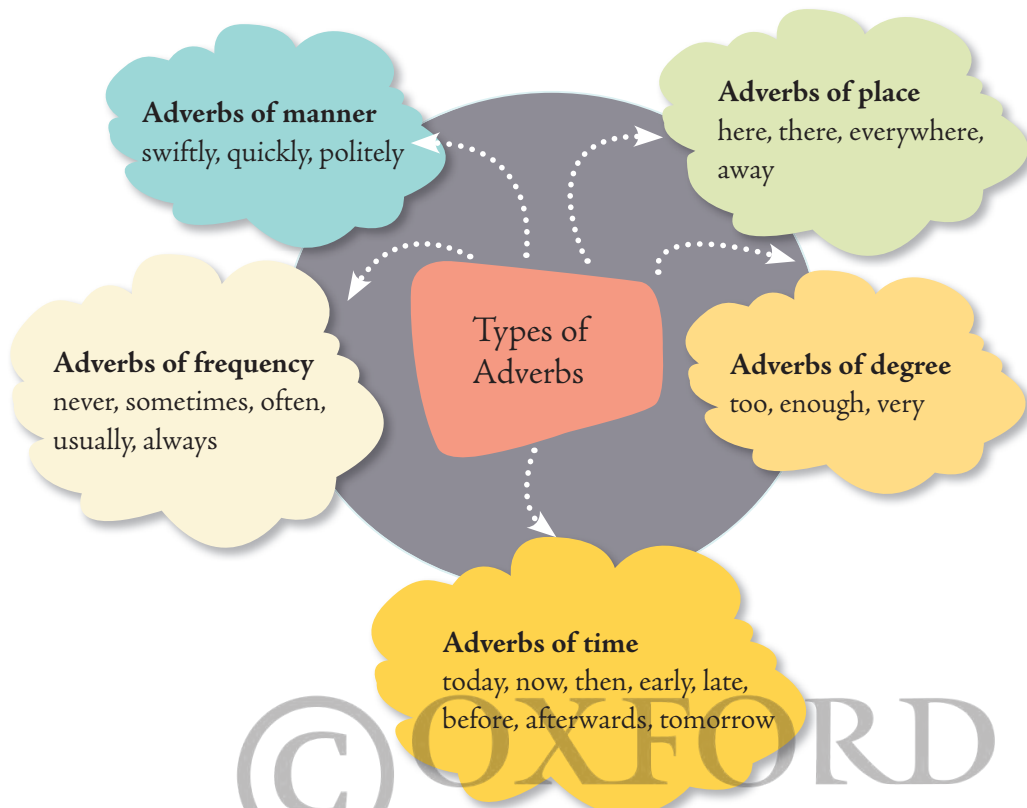 Adverbs of manner
swiftly, quickly, politely
Adverbs of place
here, there, everywhere,
away
Types of
Adverbs
Adverbs of frequency
never, sometimes, often,
usually, always
Adverbs of degree
too, enough, very
Adverbs of time
today, now, then, early, late,
before, afterwards, tomorrow
© OXFORD